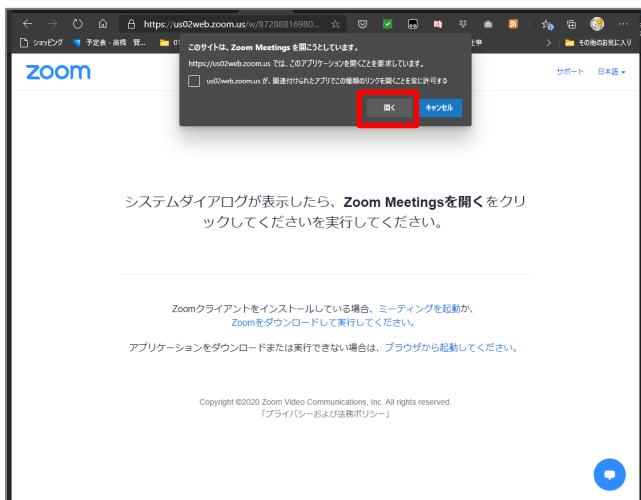 https://us02web.zoom.us/w/87288816980...
ショッピング 予定表 - 高橋 賢... その他のお気に入り
このサイトは、Zoom Meetings を開こうとしています。
https://us02web.zoom.us では、このアプリケーションを開くことを要求しています。
us02web.zoom.us が、関連付けられたアプリでこの種類のリンクを開くことを常に許可する
開く キャンセル
zoom サポート 日本語
システムダイアログが表示したら、Zoom Meetingsを開くをクリ
ックしてくださいを実行してください。
Zoomクライアントをインストールしている場合、ミーティングを起動か、
Zoomをダウンロードして実行してください。
アプリケーションをダウンロードまたは実行できない場合は、ブラウザから起動してください。
Copyright ©2020 Zoom Video Communications, Inc. All rights reserved.
「プライバシーおよび法務ポリシー」